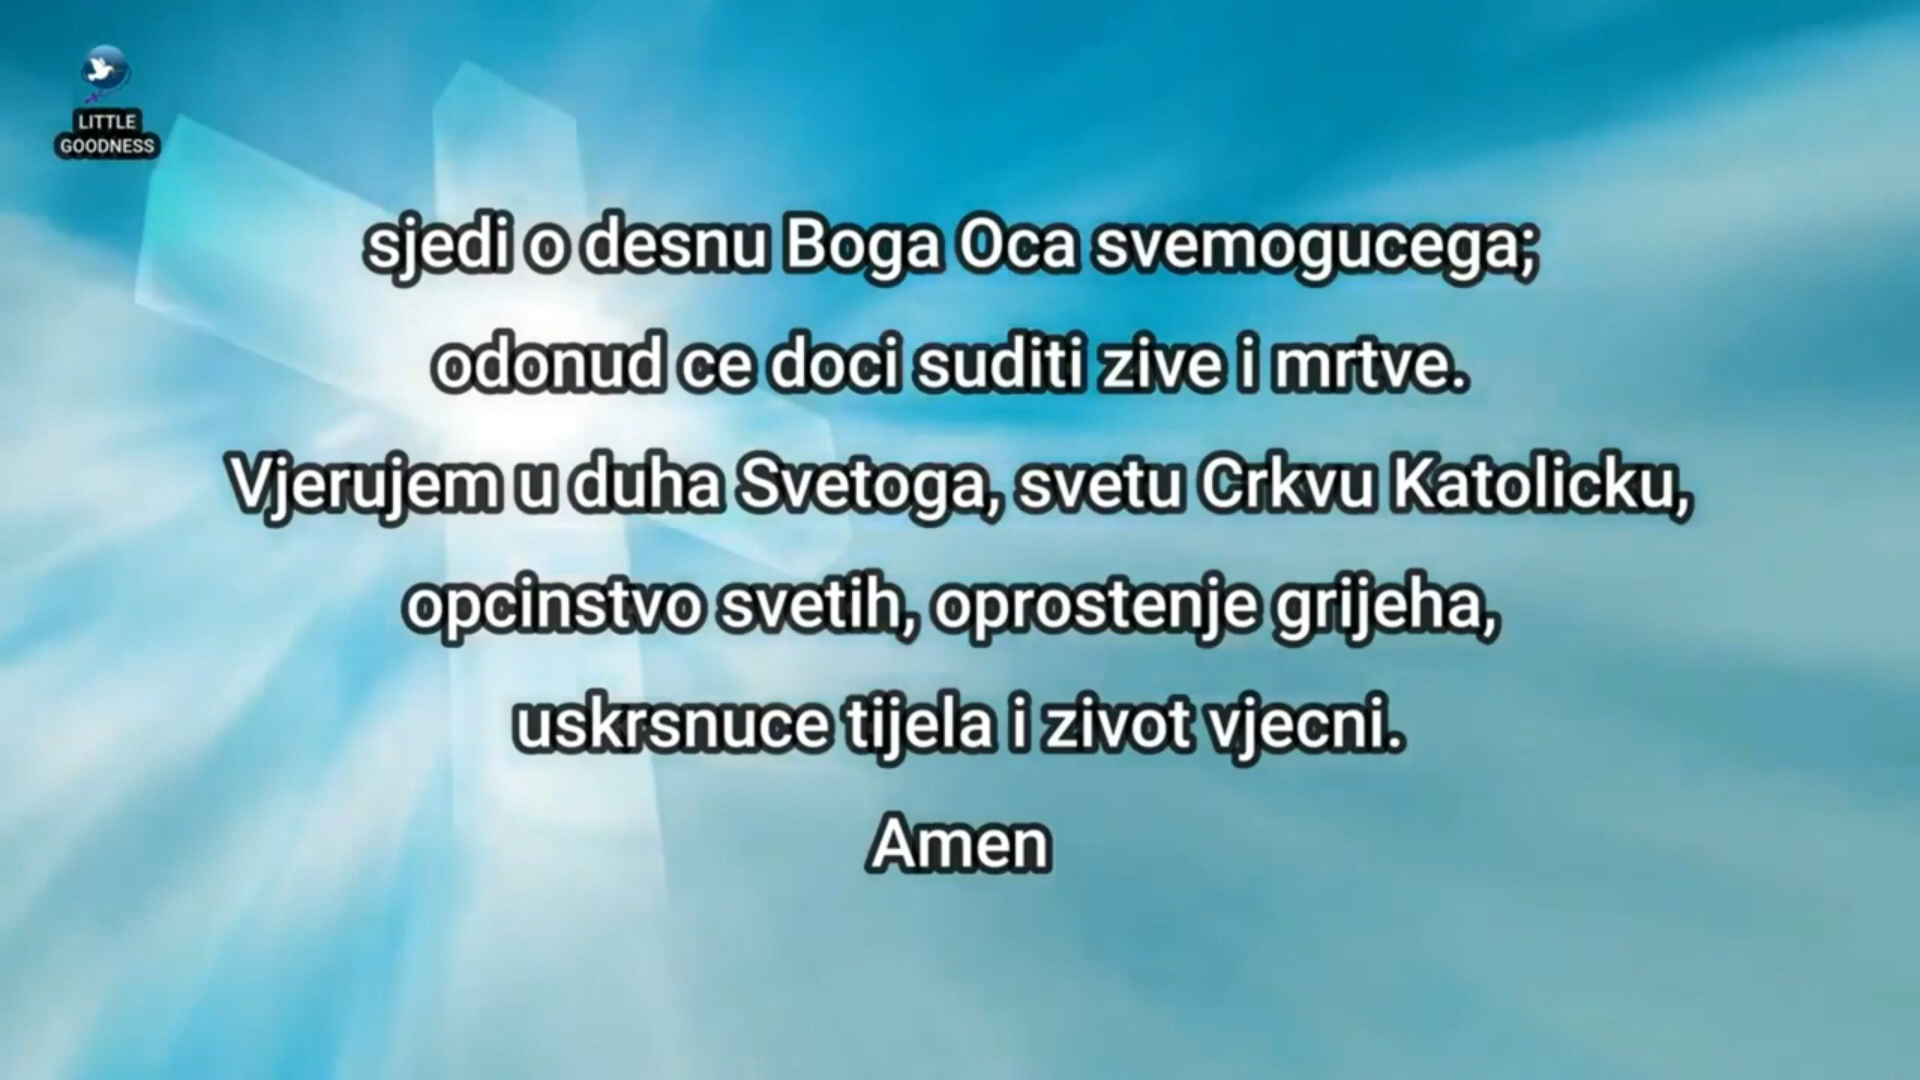 LITTLE
GOODNESS
sjedi o desnu Boga Oca svemogucega;
odonud ce doci suditi zive i mrtve.
Vjerujem u duha Svetoga, svetu Crkvu Katolicku,
opcinstvo svetih, oprostenje grijeha,
uskrsnuce tijela i zivot vjecni.
Amen